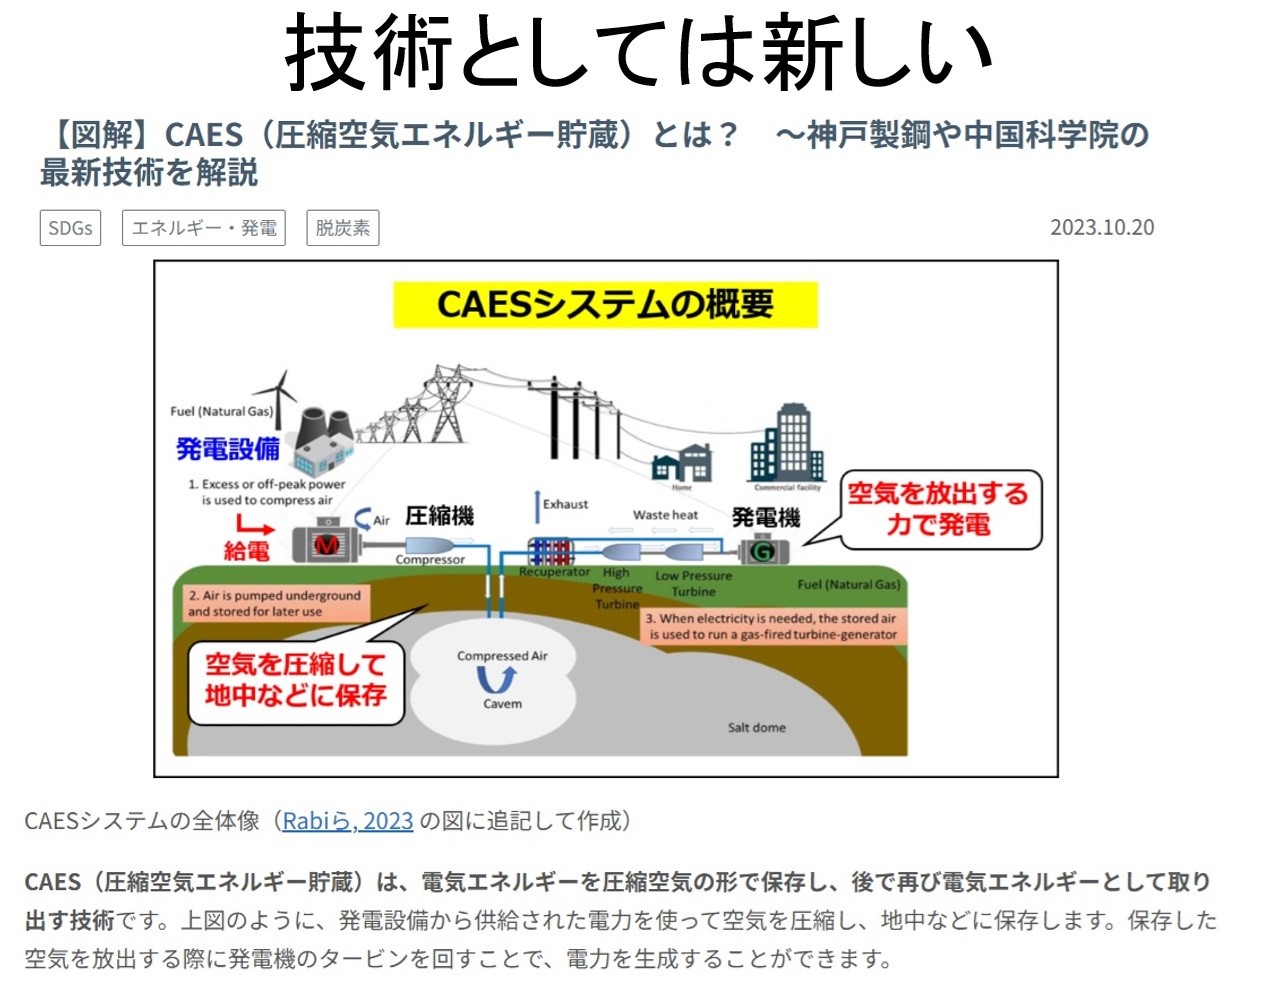 技術としては新しい
【図解】CAES（圧縮空気エネルギー貯蔵）とは？　～神戸製鋼や中国科学院の
最新技術を解説
SDGs
エネルギー・発電
脱炭素
2023.10.20
CAESシステムの概要
Fuel (Natural Gas)
発電設備
1. Excess or off-peak power
is used to compress air
給電
M
Air
圧縮機
Compressor
Exhaust
Waste heat
発電機
G
Home
Commercial facility
空気を放出する
力で発電
Recuperator
High
Pressure
Turbine
Low Pressure
Turbine
Fuel (Natural Gas)
2. Air is pumped underground
and stored for later use
3. When electricity is needed, the stored air
is used to run a gas-fired turbine-generator
空気を圧縮して
地中などに保存
Compressed Air
Cavem
Salt dome
CAESシステムの全体像（Rabiら, 2023 の図に追記して作成）
CAES（圧縮空気エネルギー貯蔵）は、電気エネルギーを圧縮空気の形で保存し、後で再び電気エネルギーとして取り
出す技術です。上図のように、発電設備から供給された電力を使って空気を圧縮し、地中などに保存します。保存した
空気を放出する際に発電機のタービンを回すことで、電力を生成することができます。